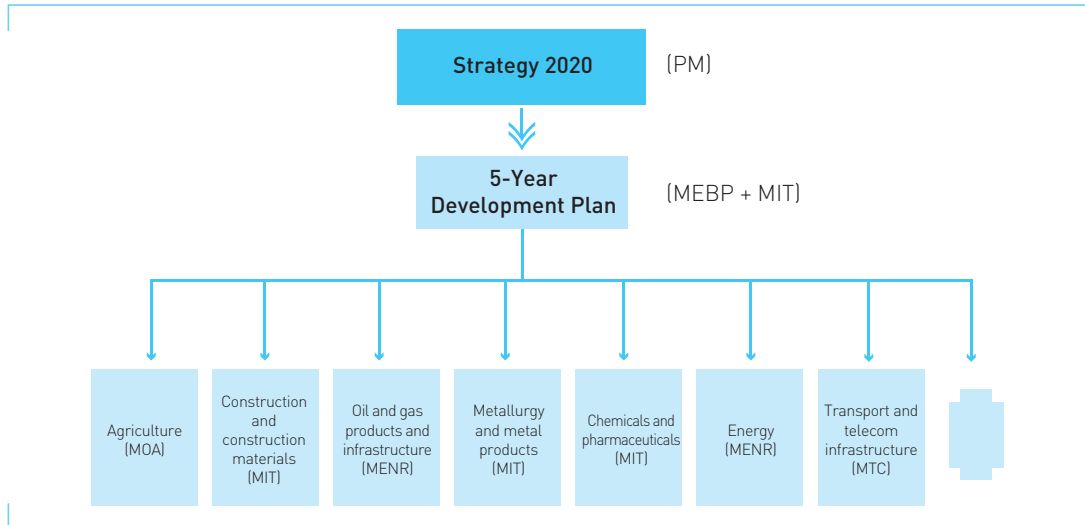 Strategy 2020
(PM)
5-Year
Development Plan
(MEBP + MIT)
Agriculture
(MOA)
Construction
and
construction
materials
(MIT)
Oil and gas
products and
infrastructure
(MENR)
Metallurgy
and metal
products
(MIT)
Chemicals and
pharmaceuticals
(MIT)
Energy
(MENR)
Transport and
telecom
infrastructure
(MTC)